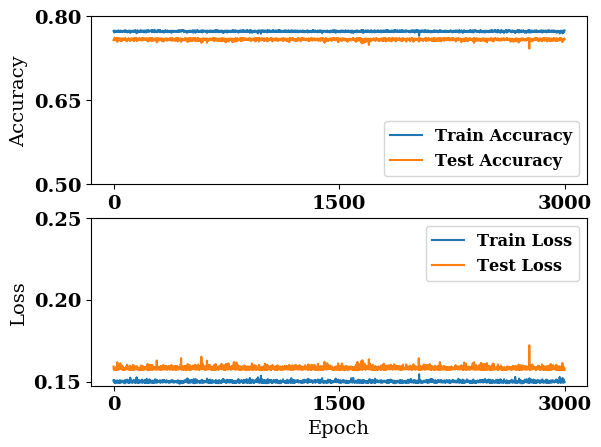 0.80
0.65
0.50
Accuracy
Train Accuracy
Test Accuracy
0 1500 3000
0.25
0.20
0.15
Loss
Train Loss
Test Loss
0 1500 3000
Epoch